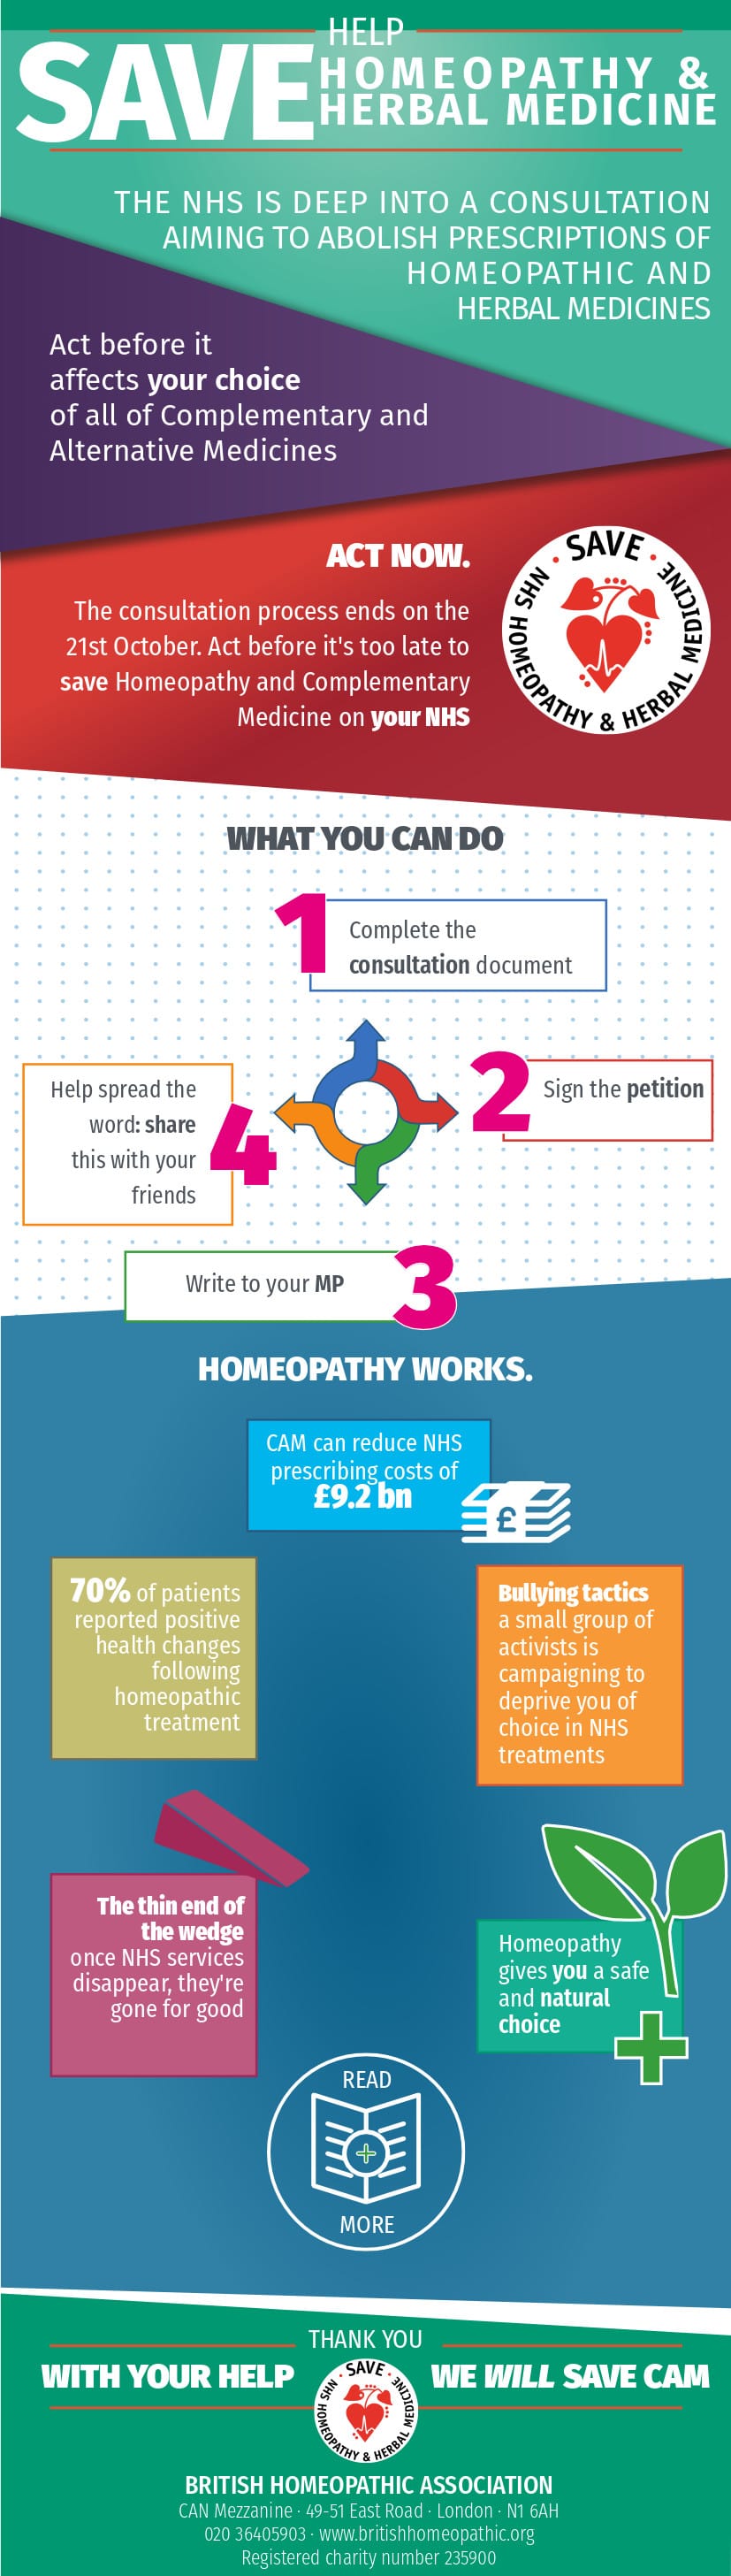 HELP
SAVE HOMEOPATHY &
HERBAL MEDICINE
THE NHS IS DEEP INTO A CONSULTATION
AIMING TO ABOLISH PRESCRIPTIONS OF
HOMEOPATHIC AND
HERBAL MEDICINES
Act before it
affects your choice
of all of Complementary and
Alternative Medicines
ACT NOW.
The consultation process ends on the
21st October. Act before it's too late to
save Homeopathy and Complementary
Medicine on your NHS
· SAVE ·
NHS HOMEOPATHY & HERBAL MEDICINE
WHAT YOU CAN DO
1
Complete the
consultation document
2
Sign the petition
Help spread the
word: share
this with your
friends
4
Write to your MP
3
HOMEOPATHY WORKS.
CAM can reduce NHS
prescribing costs of
£9.2 bn
£
70% of patients
reported positive
health changes
following
homeopathic
treatment
Bullying tactics
a small group of
activists is
campaigning to
deprive you of
choice in NHS
treatments
The thin end of
the wedge
once NHS services
disappear, they're
gone for good
Homeopathy
gives you a safe
and natural
choice
READ
MORE
THANK YOU
WITH YOUR HELP
WE WILL SAVE CAM
· SAVE ·
NHS HOMEOPATHY & HERBAL MEDICINE
BRITISH HOMEOPATHIC ASSOCIATION
CAN Mezzanine · 49-51 East Road · London · N1 6AH
020 36405903 · www.britishhomeopathic.org
Registered charity number 235900